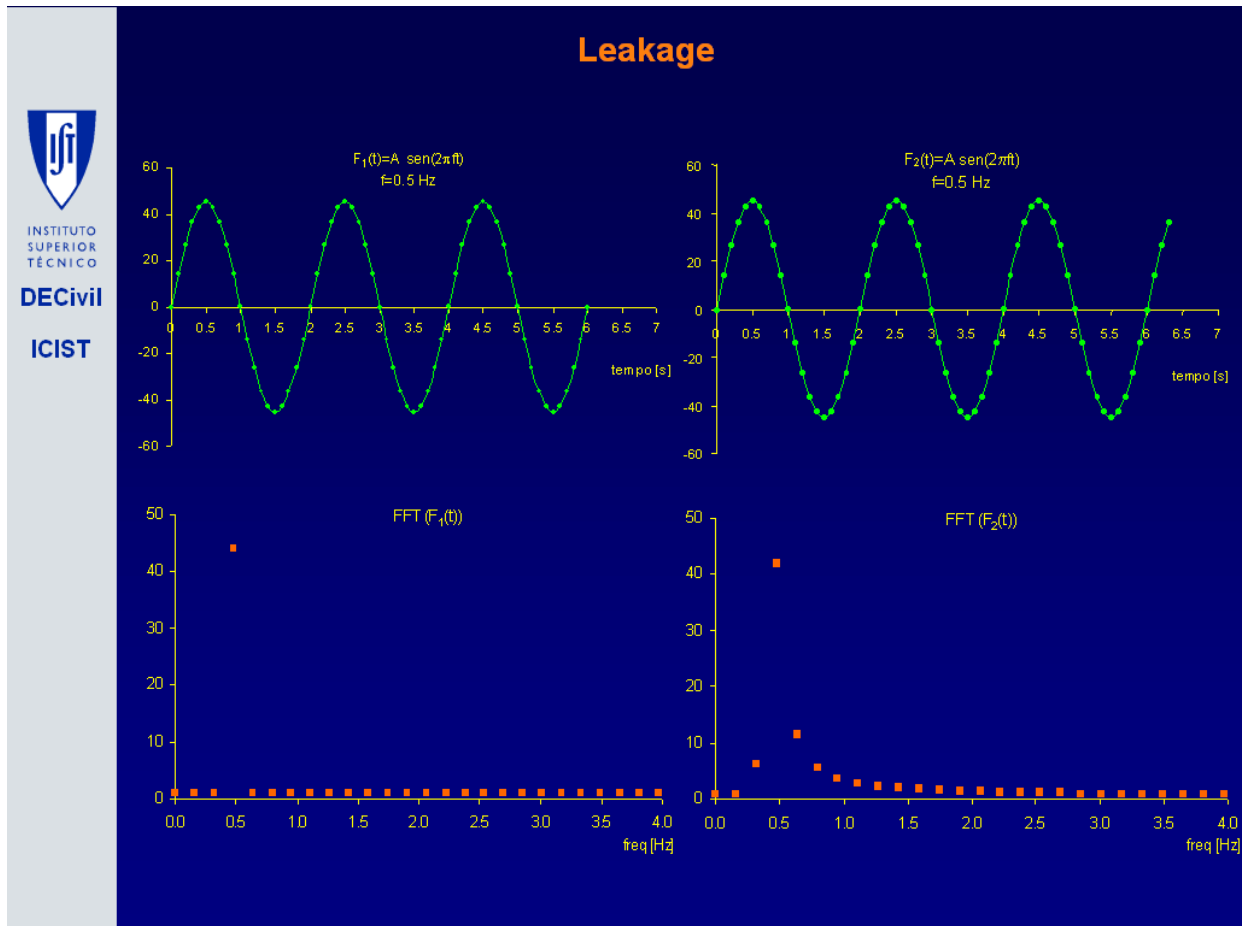 Leakage
IST
INSTITUTO
SUPERIOR
TÉCNICO
DECivil
ICIST
F₁(t)=A sen(2πft)
f=0.5 Hz
60
40
20
0
-20
-40
-60
0 0.5 1 1.5 2 2.5 3 3.5 4 4.5 5 5.5 6 6.5 7
tempo [s]
F₂(t)=A sen(2πft)
f=0.5 Hz
60
40
20
0
-20
-40
-60
0 0.5 1 1.5 2 2.5 3 3.5 4 4.5 5 5.5 6 6.5 7
tempo [s]
FFT (F₁(t))
50
40
30
20
10
0
0.0 0.5 1.0 1.5 2.0 2.5 3.0 3.5 4.0
freq [Hz]
FFT (F₂(t))
50
40
30
20
10
0
0.0 0.5 1.0 1.5 2.0 2.5 3.0 3.5 4.0
freq [Hz]